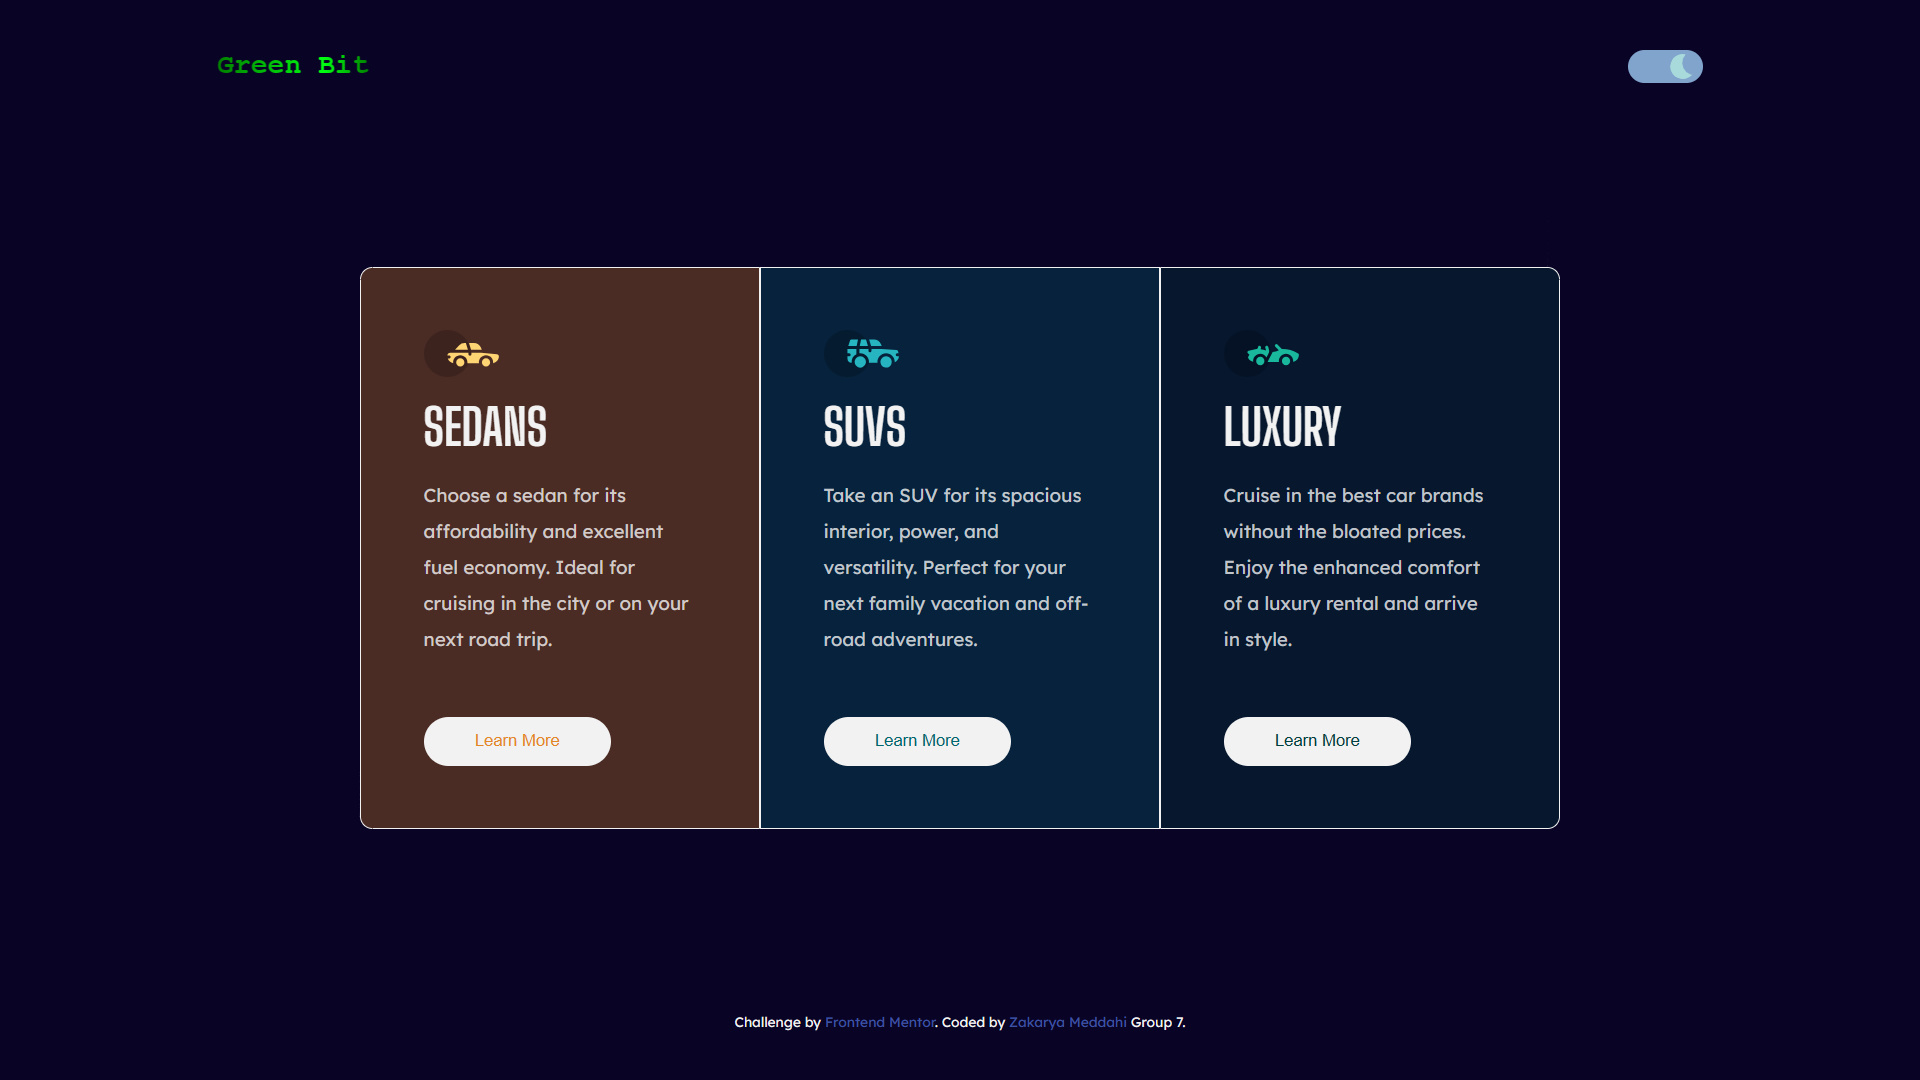 Green Bit
SEDANS
Choose a sedan for its
affordability and excellent
fuel economy. Ideal for
cruising in the city or on your
next road trip.
Learn More
SUVS
Take an SUV for its spacious
interior, power, and
versatility. Perfect for your
next family vacation and off-
road adventures.
Learn More
LUXURY
Cruise in the best car brands
without the bloated prices.
Enjoy the enhanced comfort
of a luxury rental and arrive
in style.
Learn More
Challenge by Frontend Mentor. Coded by Zakarya Meddahi Group 7.